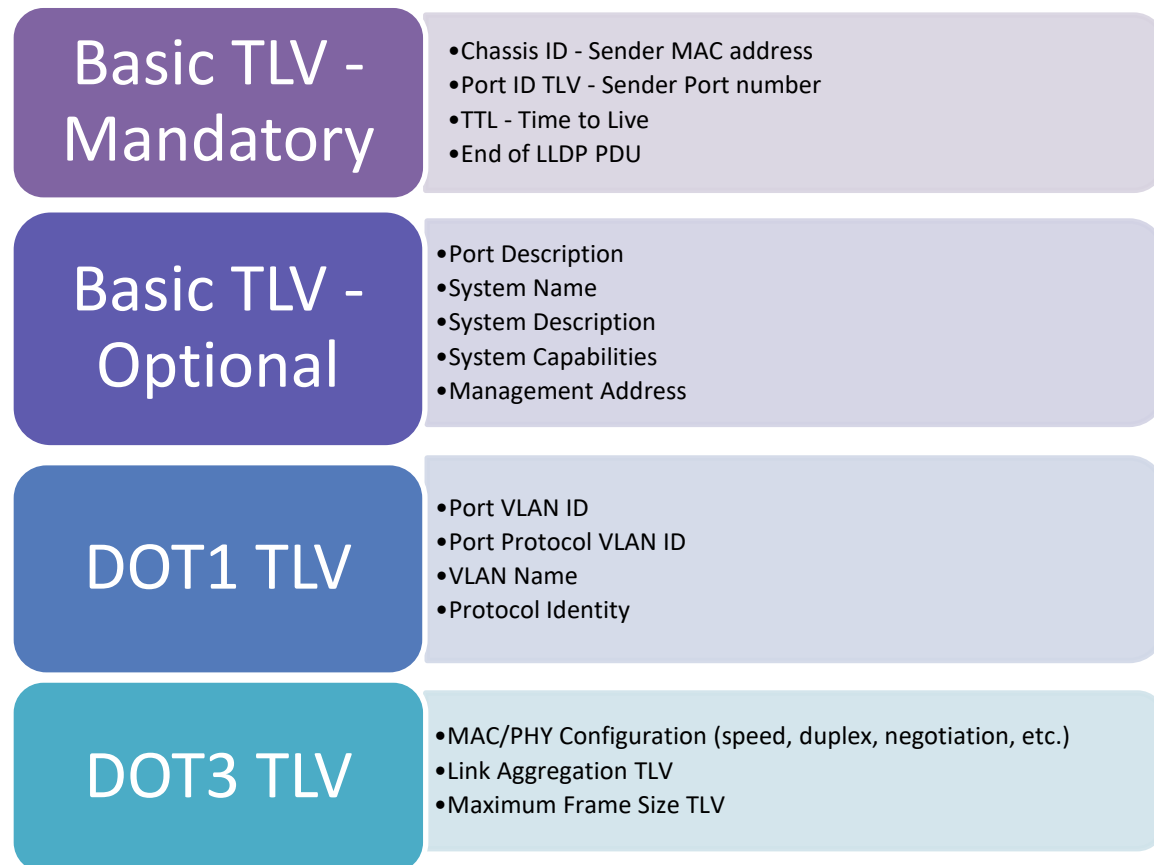 Basic TLV -
Mandatory
•Chassis ID - Sender MAC address
•Port ID TLV - Sender Port number
•TTL - Time to Live
•End of LLDP PDU
Basic TLV -
Optional
•Port Description
•System Name
•System Description
•System Capabilities
•Management Address
DOT1 TLV
•Port VLAN ID
•Port Protocol VLAN ID
•VLAN Name
•Protocol Identity
DOT3 TLV
•MAC/PHY Configuration (speed, duplex, negotiation, etc.)
•Link Aggregation TLV
•Maximum Frame Size TLV